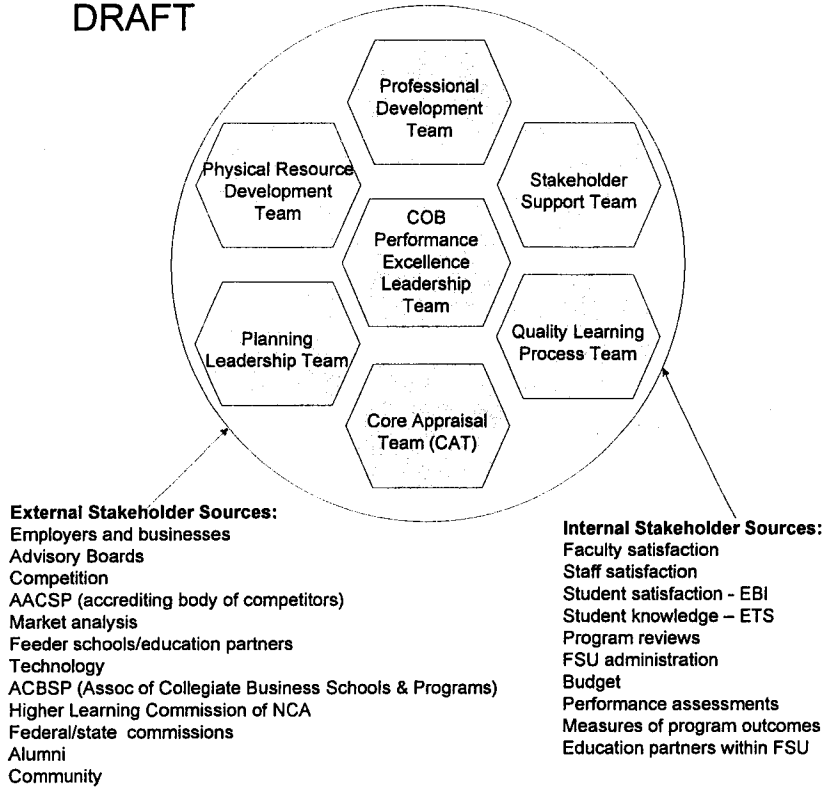 DRAFT
Professional
Development
Team
Physical Resource
Development
Team
Stakeholder
Support Team
COB
Performance
Excellence
Leadership
Team
Planning
Leadership Team
Quality Learning
Process Team
Core Appraisal
Team (CAT)
External Stakeholder Sources:
Employers and businesses
Advisory Boards
Competition
AACSP (accrediting body of competitors)
Market analysis
Feeder schools/education partners
Technology
ACBSP (Assoc of Collegiate Business Schools & Programs)
Higher Learning Commission of NCA
Federal/state commissions
Alumni
Community
Internal Stakeholder Sources:
Faculty satisfaction
Staff satisfaction
Student satisfaction - EBI
Student knowledge – ETS
Program reviews
FSU administration
Budget
Performance assessments
Measures of program outcomes
Education partners within FSU